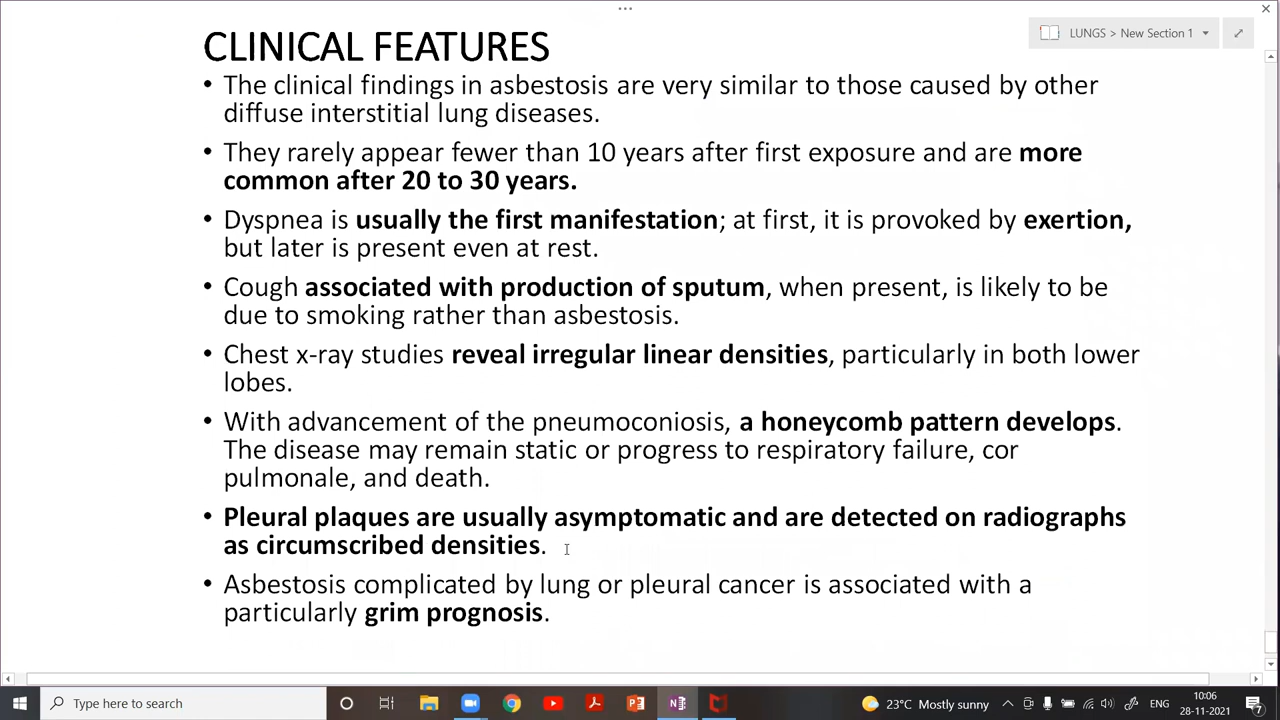 ...
LUNGS > New Section 1
CLINICAL FEATURES
• The clinical findings in asbestosis are very similar to those caused by other
diffuse interstitial lung diseases.
• They rarely appear fewer than 10 years after first exposure and are more
common after 20 to 30 years.
• Dyspnea is usually the first manifestation; at first, it is provoked by exertion,
but later is present even at rest.
• Cough associated with production of sputum, when present, is likely to be
due to smoking rather than asbestosis.
• Chest x-ray studies reveal irregular linear densities, particularly in both lower
lobes.
• With advancement of the pneumoconiosis, a honeycomb pattern develops.
The disease may remain static or progress to respiratory failure, cor
pulmonale, and death.
• Pleural plaques are usually asymptomatic and are detected on radiographs
as circumscribed densities.
• Asbestosis complicated by lung or pleural cancer is associated with a
particularly grim prognosis.
Type here to search
23°C Mostly sunny
ENG
10:06
28-11-2021
7